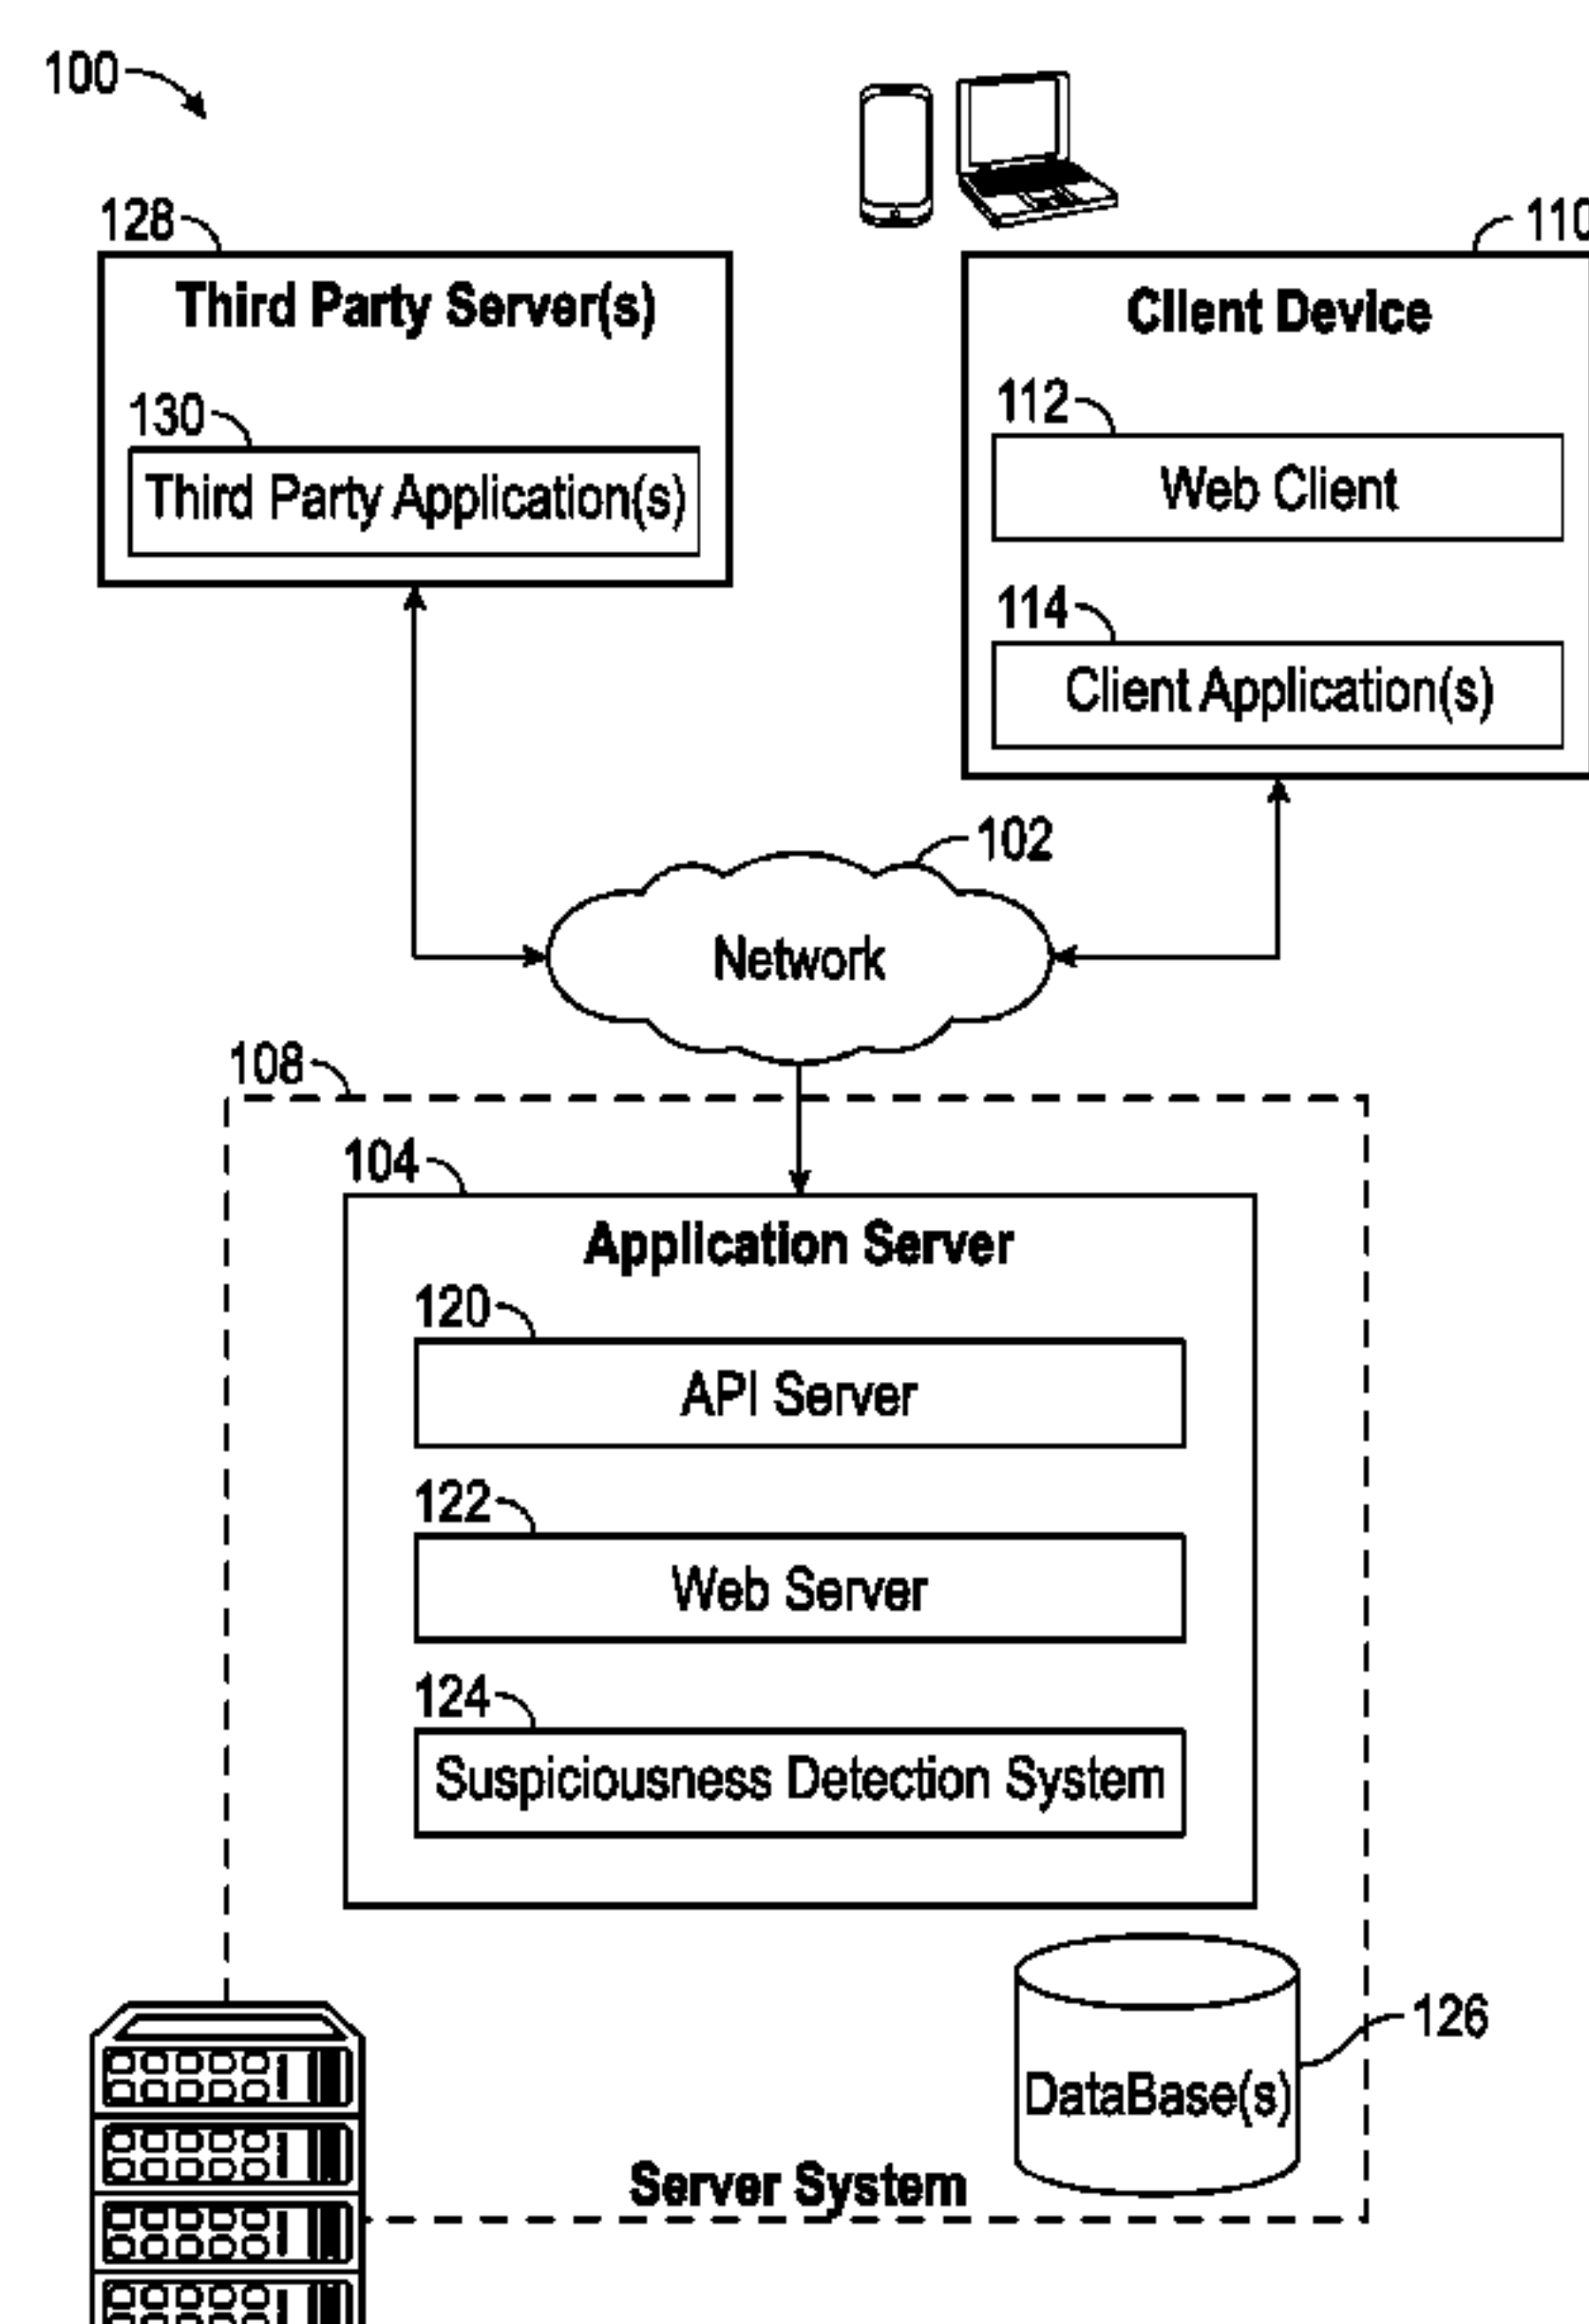 100
128
Third Party Server(s)
130
Third Party Application(s)
110
Client Device
112
Web Client
114
Client Application(s)
102
Network
108
104
Application Server
120
API Server
122
Web Server
124
Suspiciousness Detection System
126
DataBase(s)
Server System